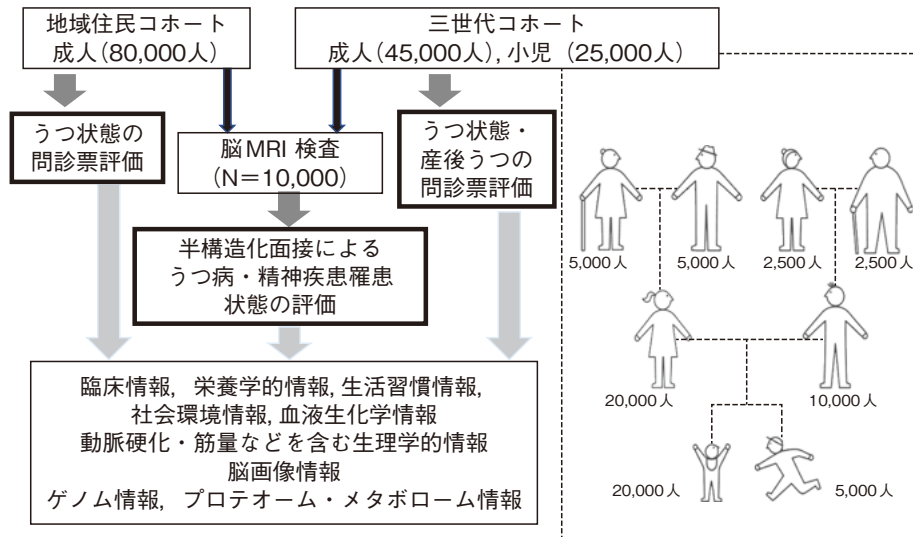 地域住民コホート
成人(80,000人)
三世代コホート
成人(45,000人), 小児（25,000人）
うつ状態の
問診票評価
脳MRI 検査
(N＝10,000)
うつ状態・
産後うつの
問診票評価
半構造化面接による
うつ病・精神疾患罹患
状態の評価
臨床情報, 栄養学的情報, 生活習慣情報,
社会環境情報, 血液生化学情報
動脈硬化・筋量などを含む生理学的情報
脳画像情報
ゲノム情報, プロテオーム・メタボローム情報
5,000人
5,000人
2,500人
2,500人
20,000人
10,000人
20,000人
5,000人